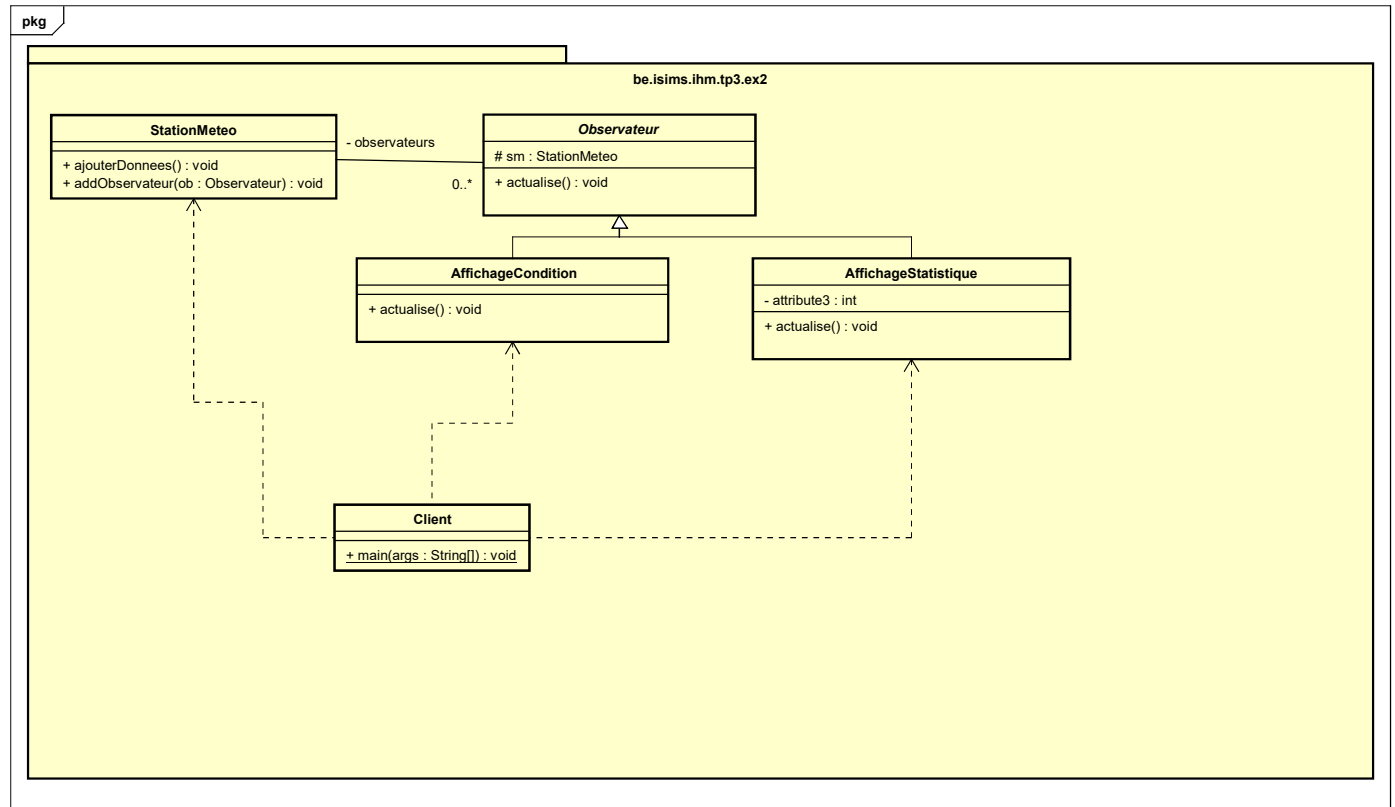 pkg
be.isims.ihm.tp3.ex2
StationMeteo
+ ajouterDonnees() : void
+ addObservateur(ob : Observateur) : void
- observateurs
0..*
Observateur
# sm : StationMeteo
+ actualise() : void
AffichageCondition
+ actualise() : void
AffichageStatistique
- attribute3 : int
+ actualise() : void
Client
+ main(args : String[]) : void